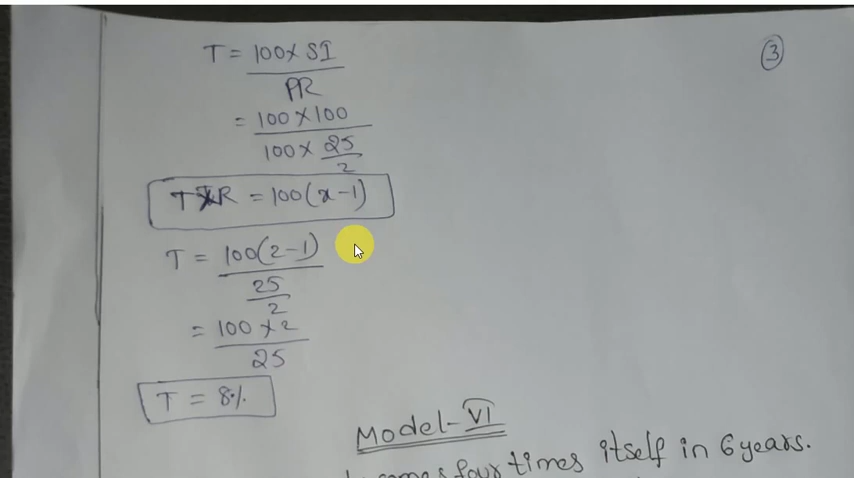 ③
T = 100 x SI
PR
= 100 x 100
100 x 25/2
T x R = 100(x-1)
T = 100(2-1)
25/2
= 100 x 2
25
T = 8%
Model-VI
four times itself in 6 years.